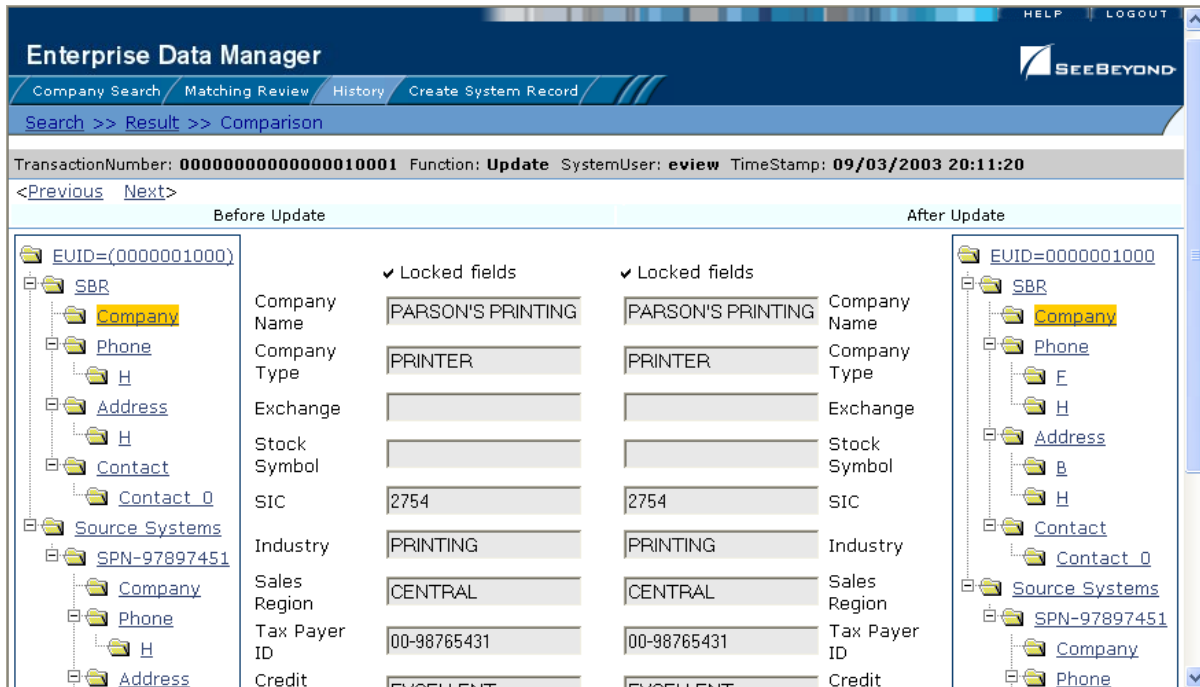 HELP LOGOUT
Enterprise Data Manager
SEEBEYOND
Company Search Matching Review History Create System Record
Search >> Result >> Comparison
TransactionNumber: 00000000000000010001 Function: Update SystemUser: eview TimeStamp: 09/03/2003 20:11:20
<Previous Next>
Before Update After Update
EUID=(0000001000)
SBR
Company
Phone
H
Address
H
Contact
Contact_0
Source Systems
SPN-97897451
Company
Phone
H
Address
✓ Locked fields ✓ Locked fields
Company Name PARSON'S PRINTING PARSON'S PRINTING Company Name
Company Type PRINTER PRINTER Company Type
Exchange Exchange
Stock Symbol Stock Symbol
SIC 2754 2754 SIC
Industry PRINTING PRINTING Industry
Sales Region CENTRAL CENTRAL Sales Region
Tax Payer ID 00-98765431 00-98765431 Tax Payer ID
Credit EXCELLENT EXCELLENT Credit
EUID=0000001000
SBR
Company
Phone
F
H
Address
B
H
Contact
Contact_0
Source Systems
SPN-97897451
Company
Phone